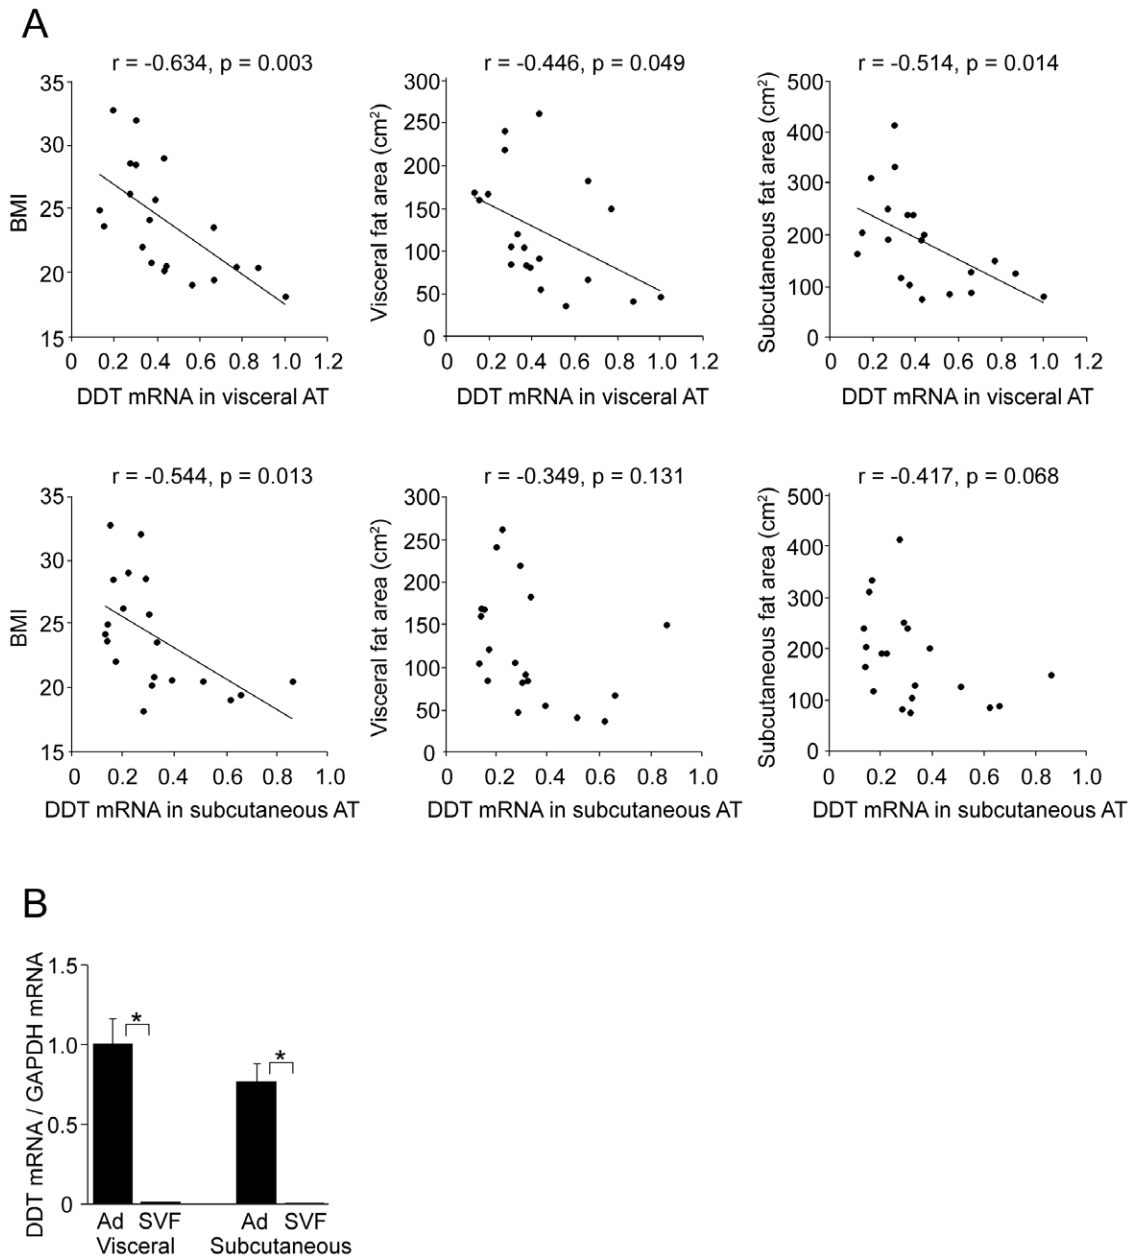 A
r = -0.634, p = 0.003
35
30
25
20
15
BMI
0 0.2 0.4 0.6 0.8 1.0 1.2
DDT mRNA in visceral AT
r = -0.446, p = 0.049
300
250
200
150
100
50
0
Visceral fat area (cm²)
0 0.2 0.4 0.6 0.8 1.0 1.2
DDT mRNA in visceral AT
r = -0.514, p = 0.014
500
400
300
200
100
0
Subcutaneous fat area (cm²)
0 0.2 0.4 0.6 0.8 1.0 1.2
DDT mRNA in visceral AT
r = -0.544, p = 0.013
35
30
25
20
15
BMI
0 0.2 0.4 0.6 0.8 1.0
DDT mRNA in subcutaneous AT
r = -0.349, p = 0.131
300
250
200
150
100
50
0
Visceral fat area (cm²)
0 0.2 0.4 0.6 0.8 1.0
DDT mRNA in subcutaneous AT
r = -0.417, p = 0.068
500
400
300
200
100
0
Subcutaneous fat area (cm²)
0 0.2 0.4 0.6 0.8 1.0
DDT mRNA in subcutaneous AT
B
DDT mRNA / GAPDH mRNA
1.5
1.0
0.5
0
*
*
Ad SVF Ad SVF
Visceral Subcutaneous